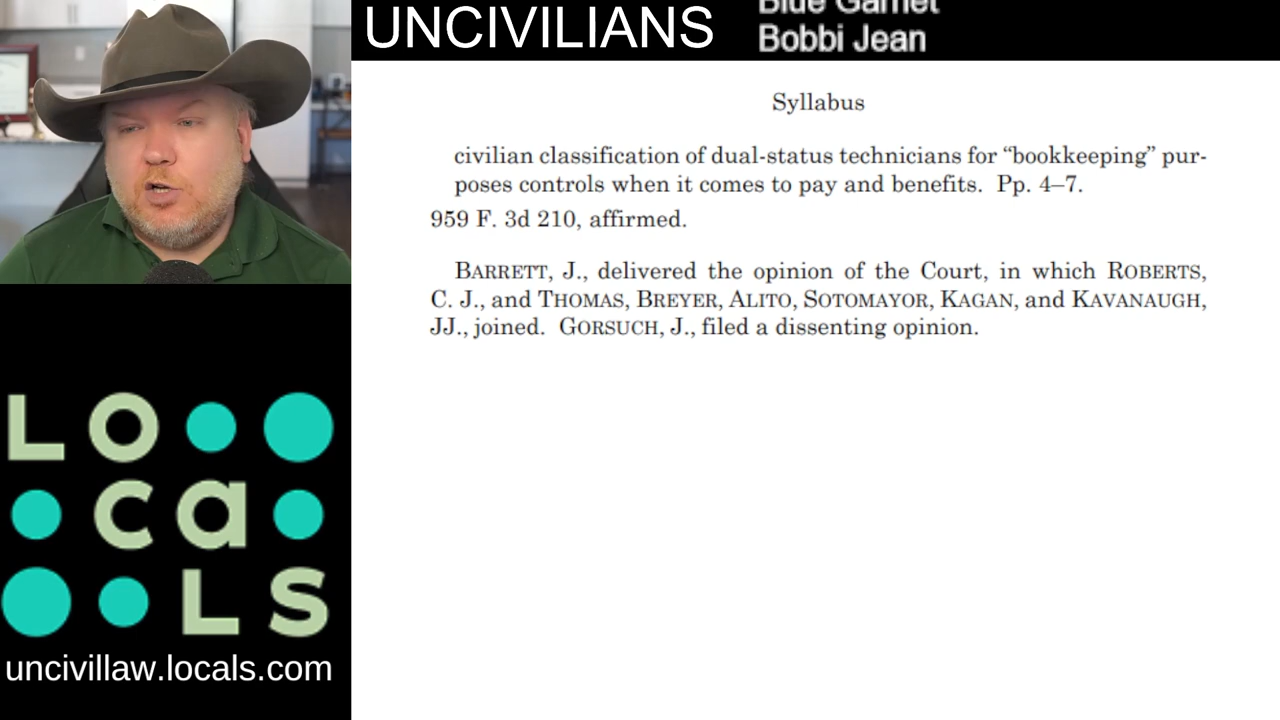 UNCIVILIANS
Blue Garnet
Bobbi Jean
Syllabus
civilian classification of dual-status technicians for “bookkeeping” pur-
poses controls when it comes to pay and benefits. Pp. 4–7.
959 F. 3d 210, affirmed.
BARRETT, J., delivered the opinion of the Court, in which ROBERTS,
C. J., and THOMAS, BREYER, ALITO, SOTOMAYOR, KAGAN, and KAVANAUGH,
JJ., joined. GORSUCH, J., filed a dissenting opinion.
LO
ca
LS
uncivillaw.locals.com